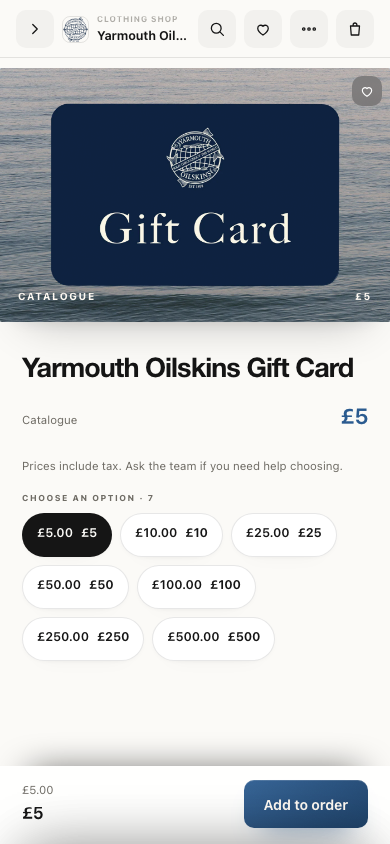 CLOTHING SHOP
Yarmouth Oil...
YARMOUTH
OILSKINS
Gift Card
CATALOGUE
£5
Yarmouth Oilskins Gift Card
Catalogue
£5
Prices include tax. Ask the team if you need help choosing.
CHOOSE AN OPTION · 7
£5.00 £5
£10.00 £10
£25.00 £25
£50.00 £50
£100.00 £100
£250.00 £250
£500.00 £500
£5.00
£5
Add to order